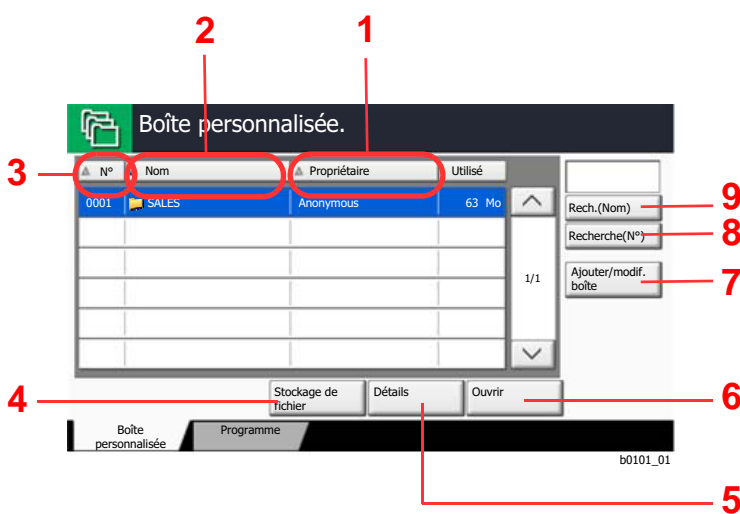 2 1
Boîte personnalisée.
3
N° Nom Propriétaire Utilisé
0001 SALES Anonymous 63 Mo
9
Rech.(Nom)
8
Recherche(N°)
7
Ajouter/modif.
boîte
1/1
4
Stockage de
fichier
Détails
Ouvrir
6
Boîte
personnalisée
Programme
b0101_01
5